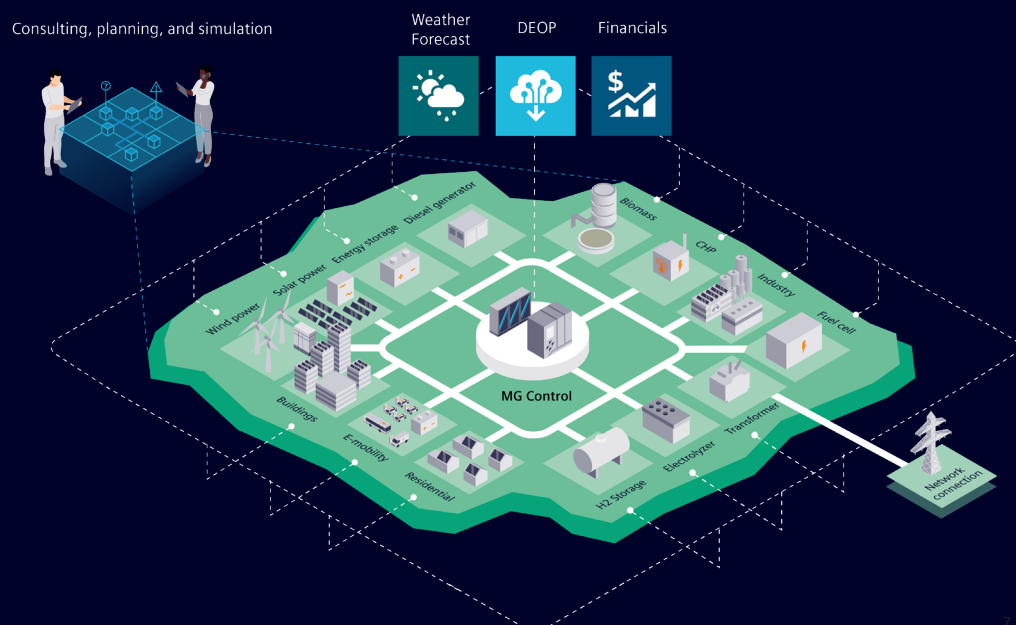 Consulting, planning, and simulation
Weather
Forecast
DEOP
Financials
$
Diesel generator
Energy storage
Solar power
Wind power
Biomass
CHP
Industry
Fuel cell
MG Control
Buildings
E-mobility
Residential
H2 Storage
Electrolyzer
Transformer
Network
connection
?
7